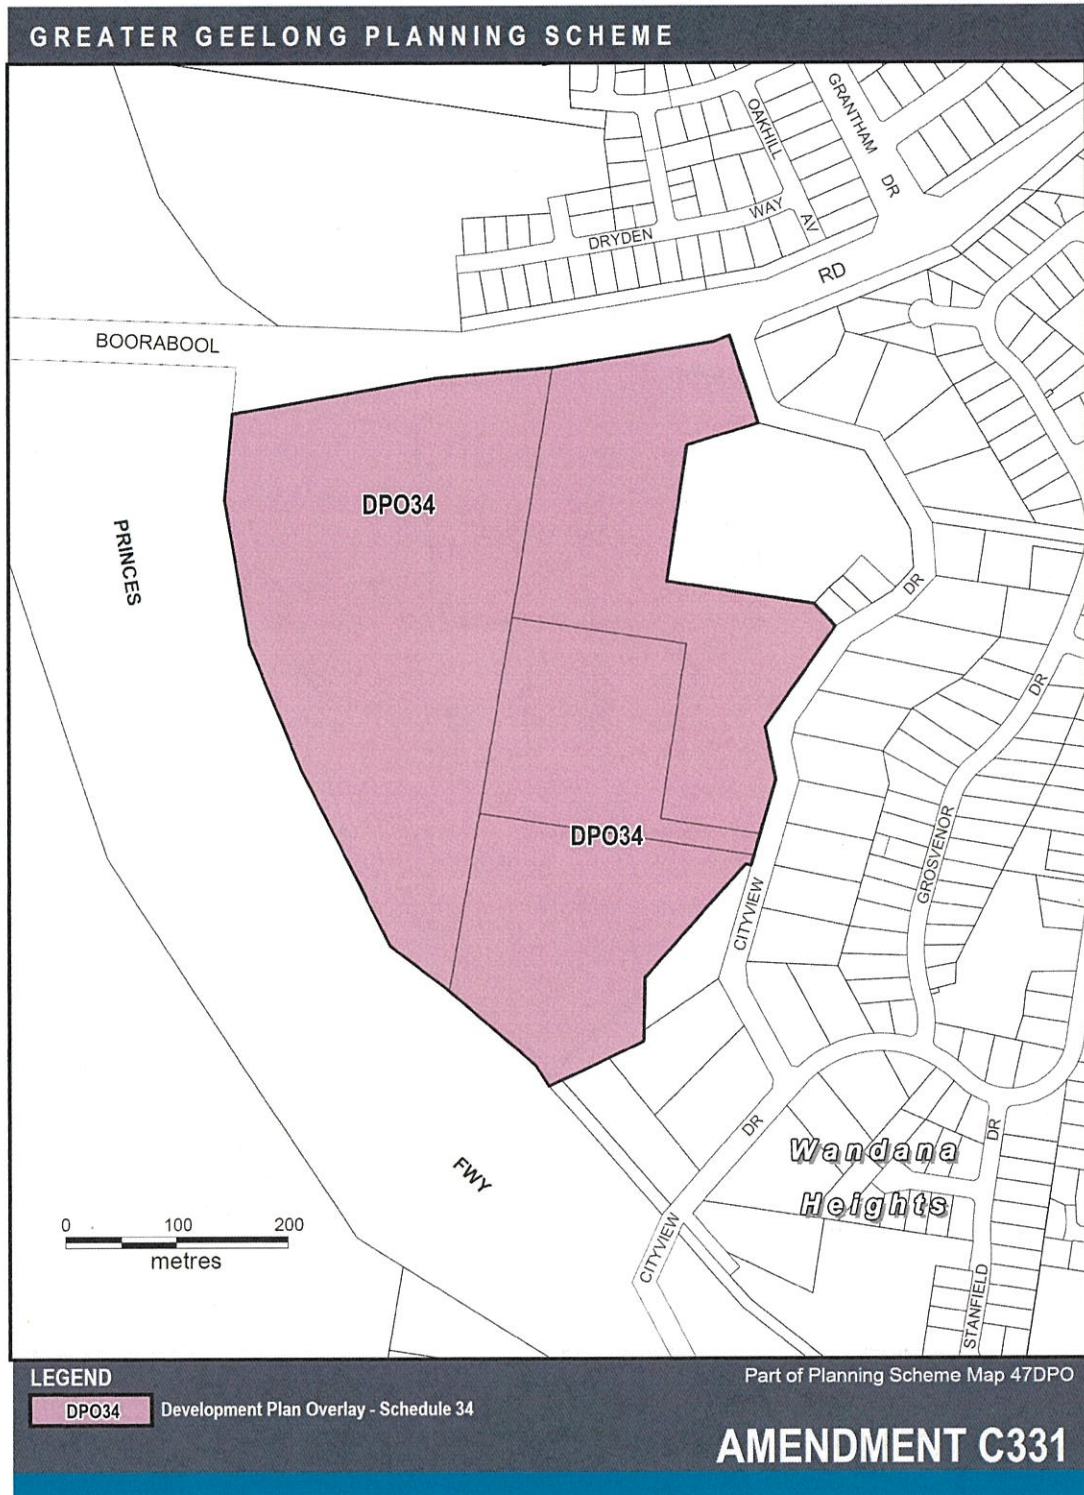 GREATER GEELONG PLANNING SCHEME
OAKHILL
AV
GRANTHAM
DR
DRYDEN
WAY
BOORABOOL
RD
DPO34
PRINCES
DR
DR
DPO34
GROSVENOR
CITYVIEW
DR
DR
Wandana
Heights
FWY
CITYVIEW
STANFIELD
0 100 200
metres
LEGEND
DPO34
Development Plan Overlay - Schedule 34
Part of Planning Scheme Map 47DPO
AMENDMENT C331